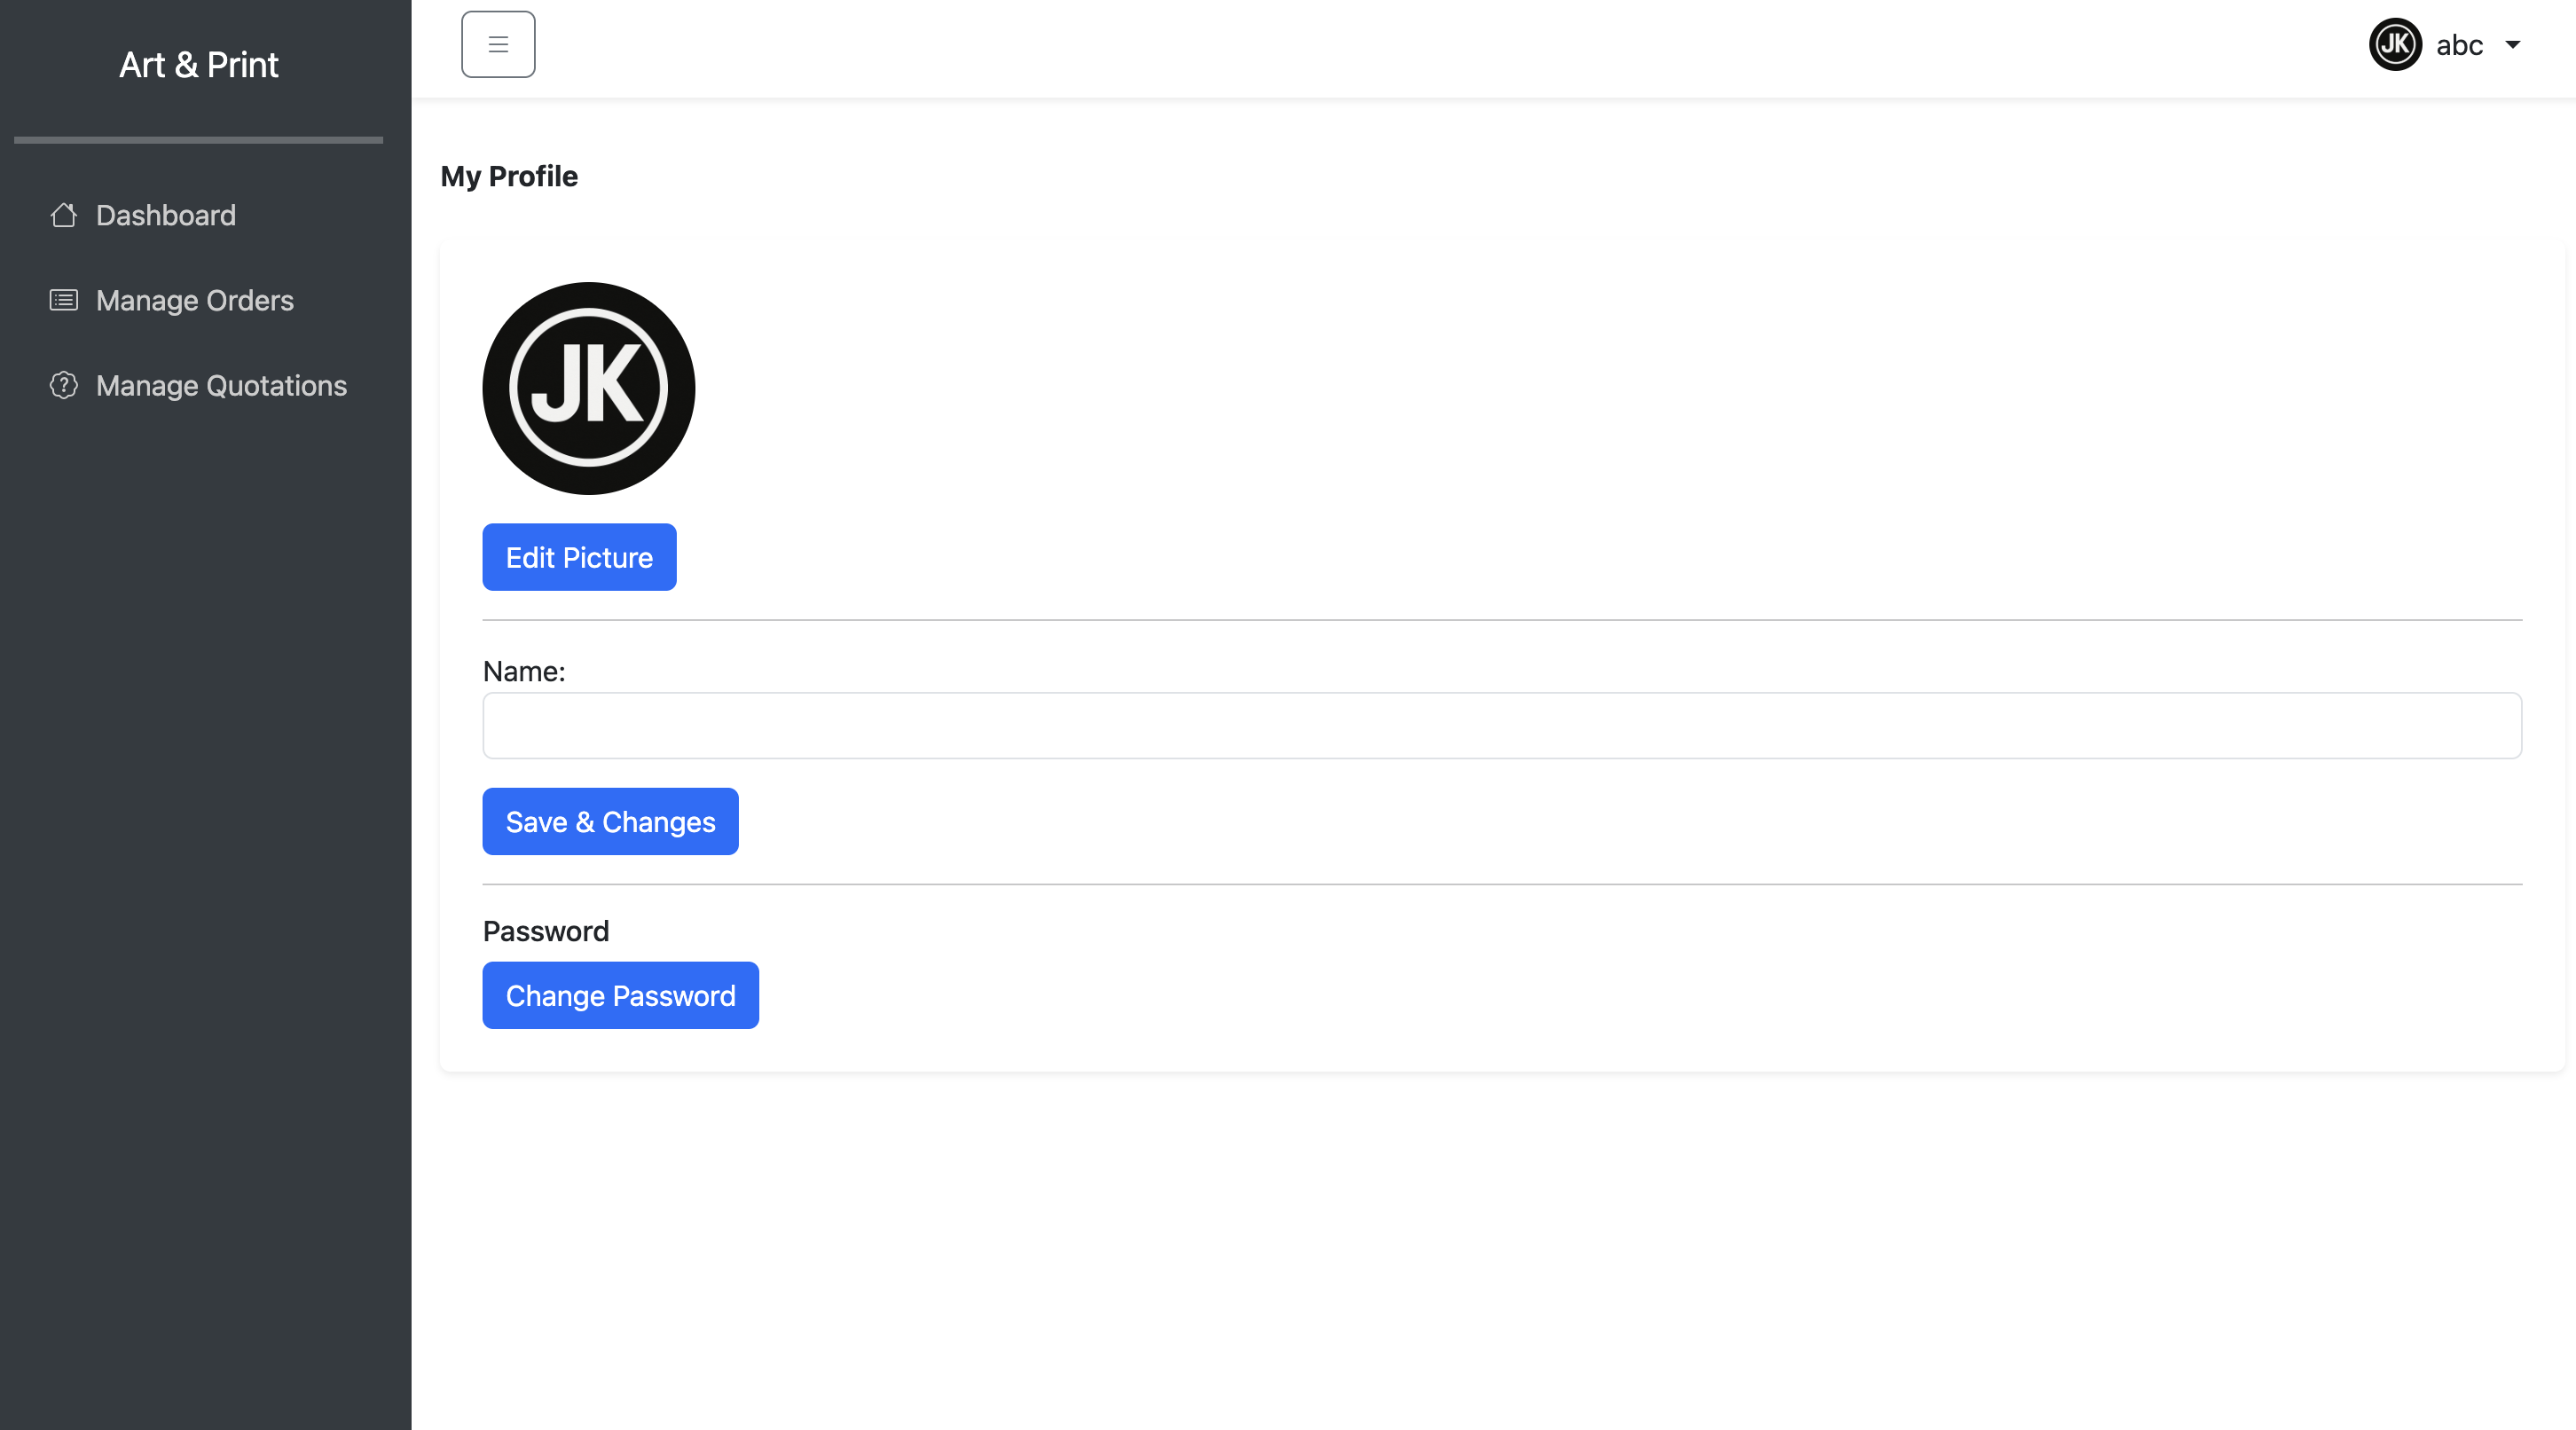 Art & Print
Dashboard
Manage Orders
Manage Quotations
JK
abc
My Profile
JK
Edit Picture
Name:
Save & Changes
Password
Change Password